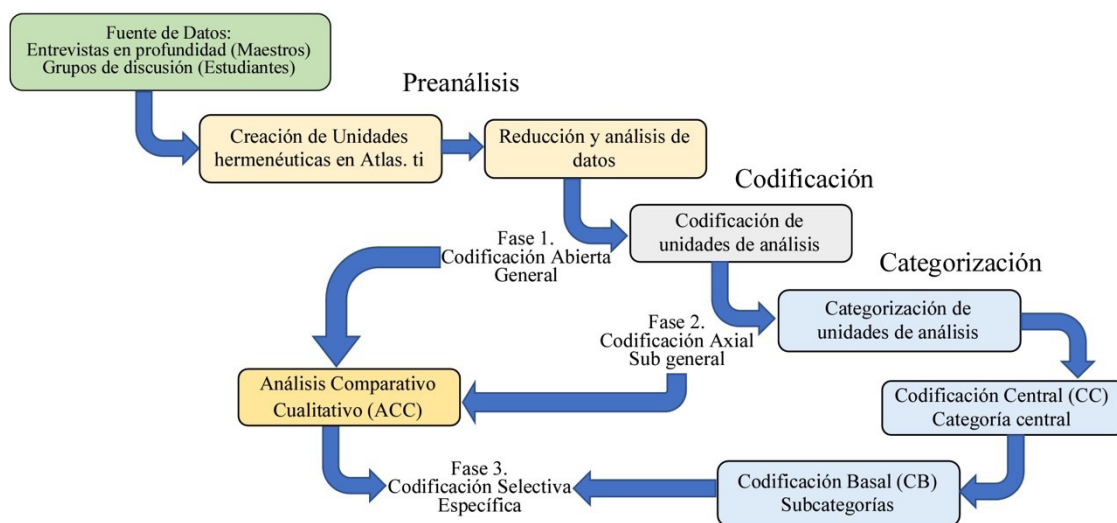 Fuente de Datos:
Entrevistas en profundidad (Maestros)
Grupos de discusión (Estudiantes)
Preanálisis
Creación de Unidades
hermenéuticas en Atlas. ti
Reducción y análisis de
datos
Codificación
Codificación de
unidades de análisis
Fase 1.
Codificación Abierta
General
Categorización
Categorización de
unidades de análisis
Fase 2.
Codificación Axial
Sub general
Análisis Comparativo
Cualitativo (ACC)
Codificación Central (CC)
Categoría central
Fase 3.
Codificación Selectiva
Específica
Codificación Basal (CB)
Subcategorías